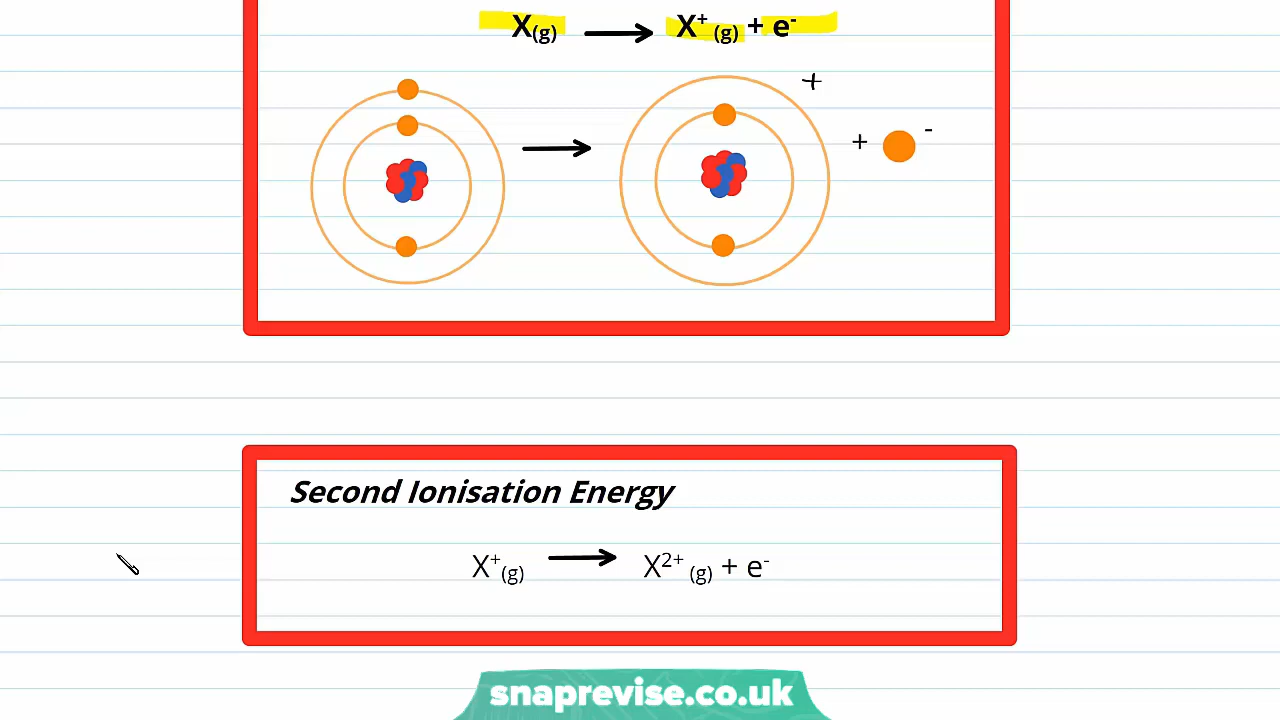 X(g) → X⁺ (g) + e⁻
+
+ -
Second Ionisation Energy
X⁺(g) → X²⁺ (g) + e⁻
snaprevise.co.uk